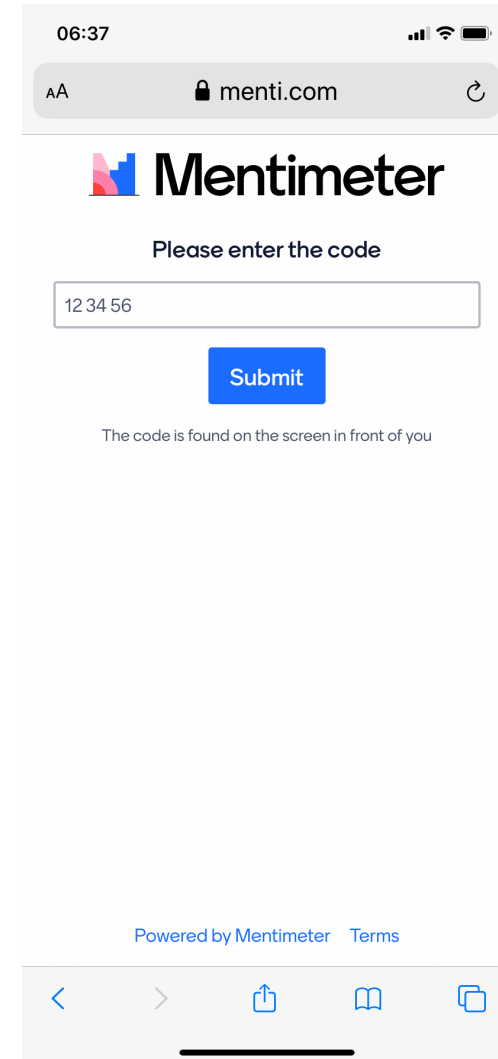 06:37
AA menti.com
Mentimeter
Please enter the code
12 34 56
Submit
The code is found on the screen in front of you
Powered by Mentimeter Terms